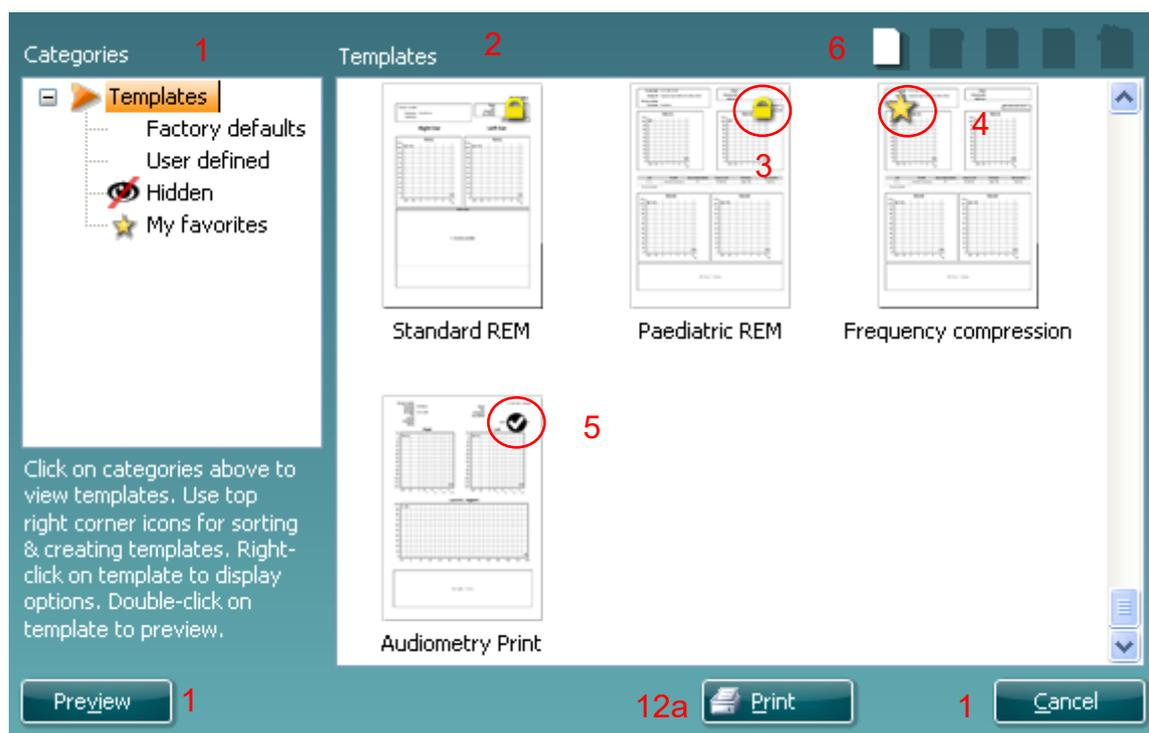 Categories 1
Templates 2
6
Templates
Factory defaults
User defined
Hidden
My favorites
3
4
Standard REM
Paediatric REM
Frequency compression
5
Audiometry Print
Click on categories above to
view templates. Use top
right corner icons for sorting
& creating templates. Right-
click on template to display
options. Double-click on
template to preview.
Preview 1
12a Print
1 Cancel